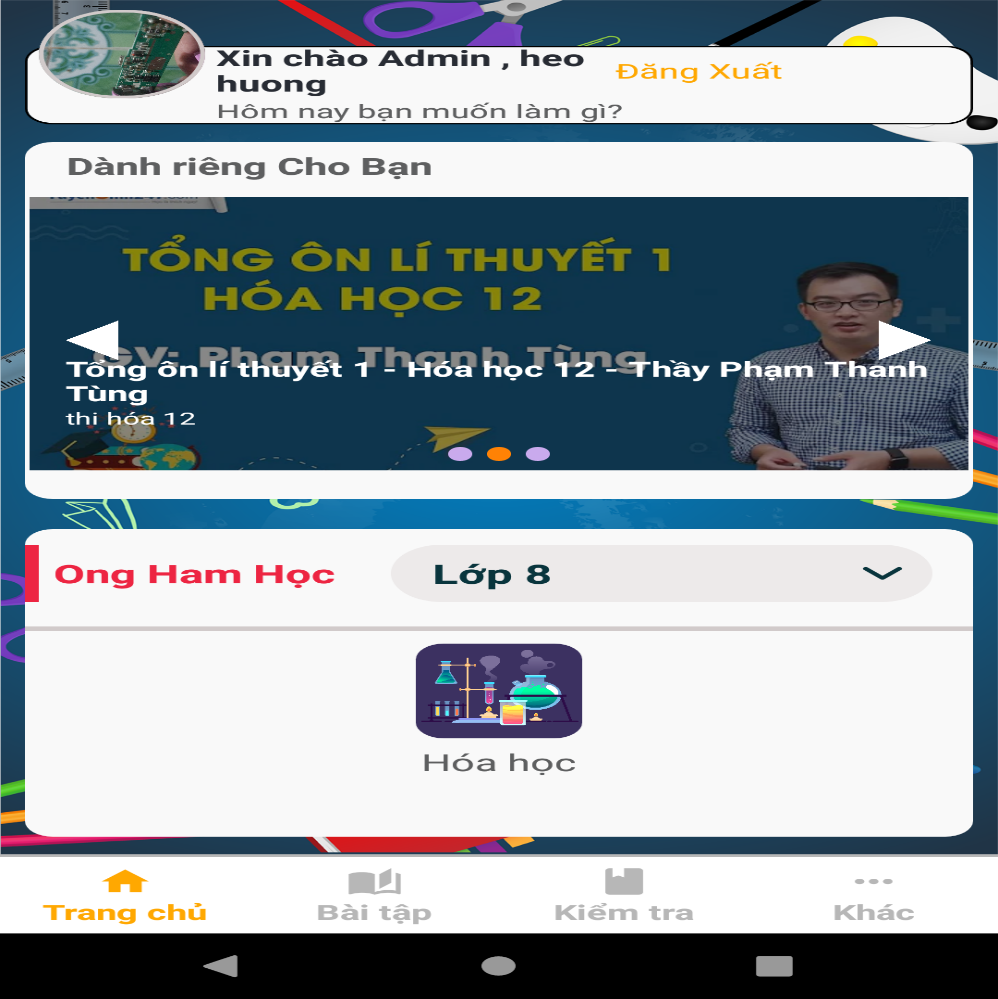 Xin chào Admin , heo
huong
Đăng Xuất
Hôm nay bạn muốn làm gì?
Dành riêng Cho Bạn
TỔNG ÔN LÍ THUYẾT 1
HÓA HỌC 12
GV: Phạm Thanh Tùng
Tổng ôn lí thuyết 1 - Hóa học 12 - Thầy Phạm Thánh
Tùng
thi hóa 12
Ong Ham Học
Lớp 8
Hóa học
Trang chủ
Bài tập
Kiểm tra
Khác